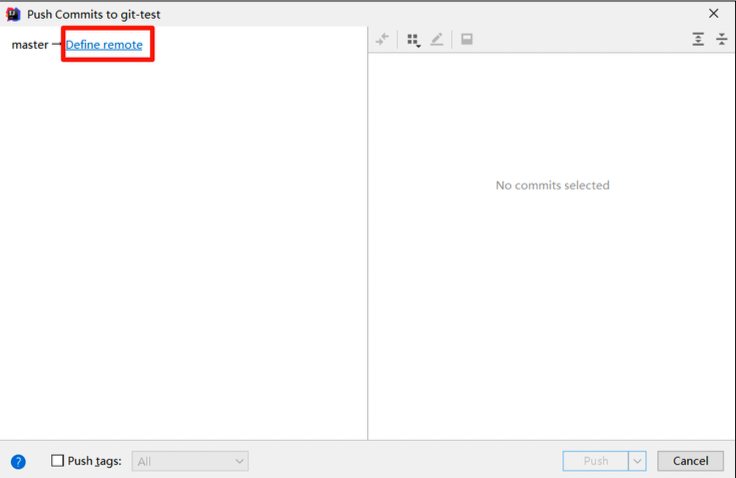 Push Commits to git-test
master → Define remote
No commits selected
? Push tags: All Push Cancel